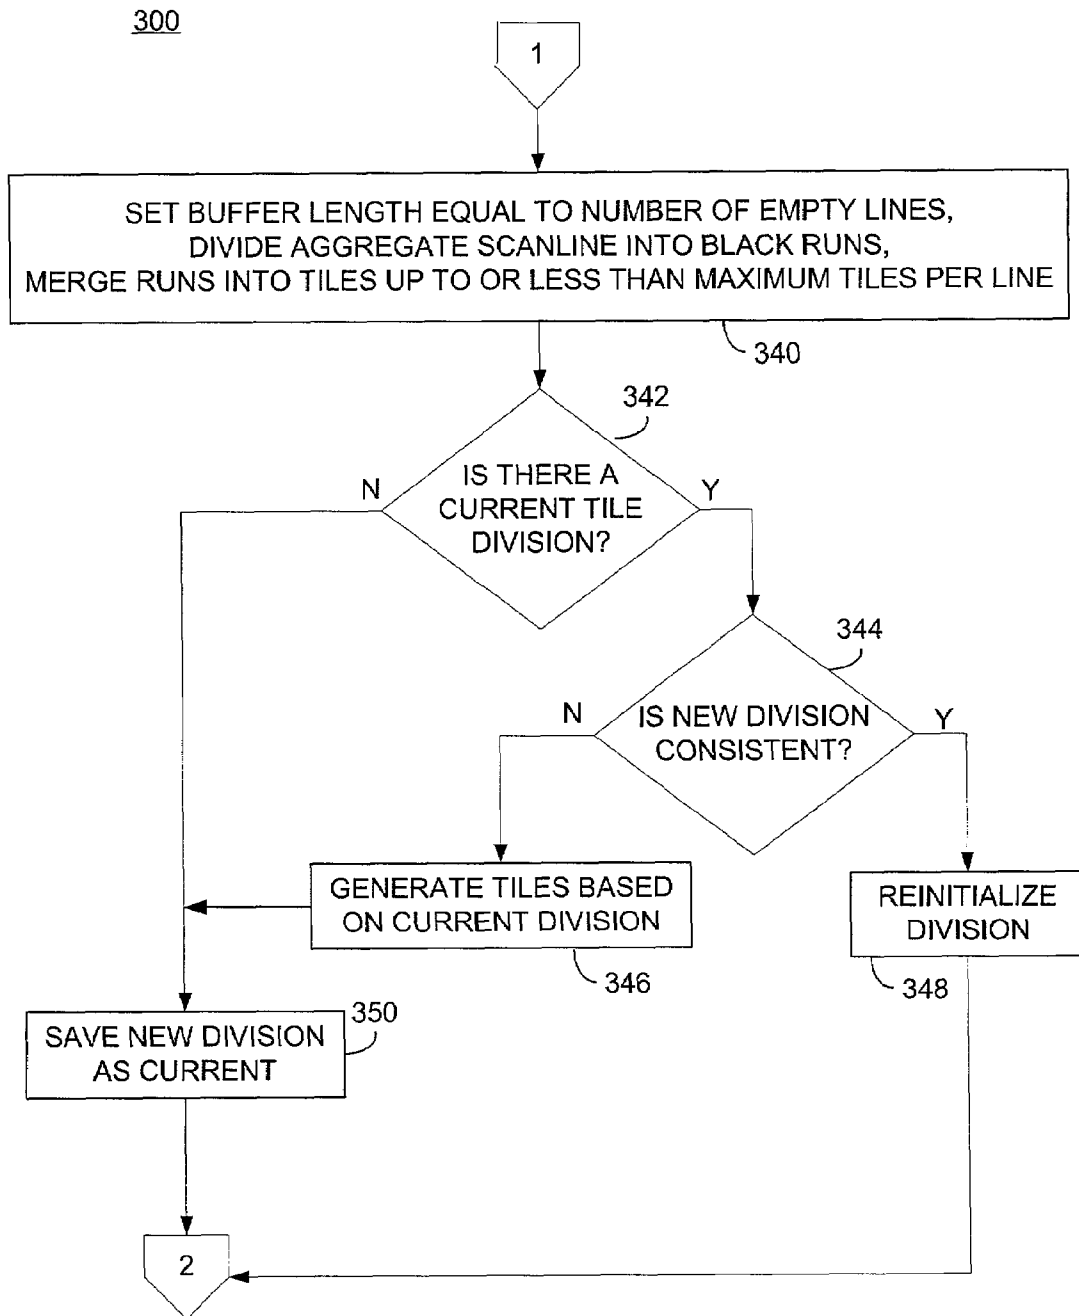 300
1
SET BUFFER LENGTH EQUAL TO NUMBER OF EMPTY LINES,
DIVIDE AGGREGATE SCANLINE INTO BLACK RUNS,
MERGE RUNS INTO TILES UP TO OR LESS THAN MAXIMUM TILES PER LINE
340
342
IS THERE A
CURRENT TILE
DIVISION?
N
Y
344
IS NEW DIVISION
CONSISTENT?
N
Y
GENERATE TILES BASED
ON CURRENT DIVISION
346
REINITIALIZE
DIVISION
348
SAVE NEW DIVISION
AS CURRENT
350
2